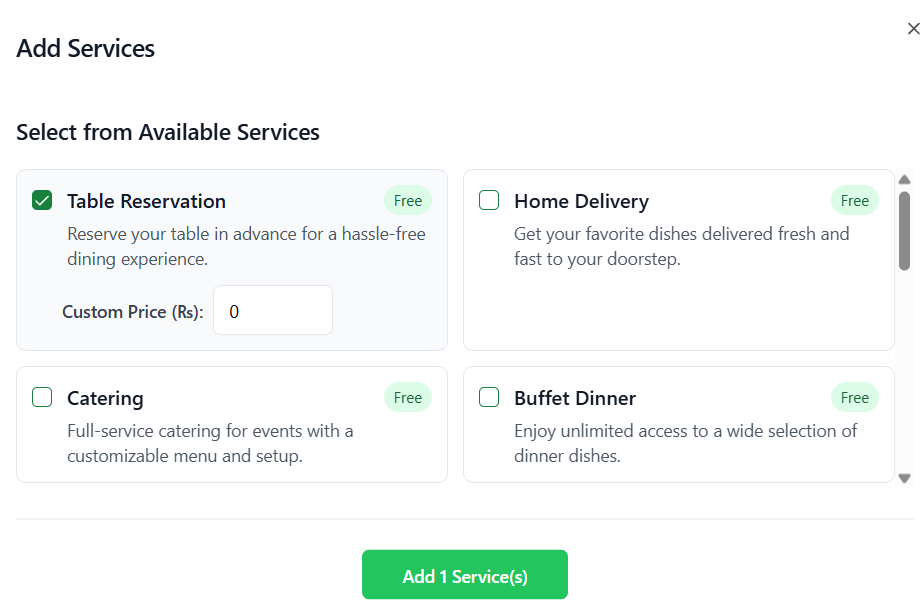 Add Services
Select from Available Services
Table Reservation
Free
Reserve your table in advance for a hassle-free
dining experience.
Custom Price (₨):
0
Home Delivery
Free
Get your favorite dishes delivered fresh and
fast to your doorstep.
Catering
Free
Full-service catering for events with a
customizable menu and setup.
Buffet Dinner
Free
Enjoy unlimited access to a wide selection of
dinner dishes.
Add 1 Service(s)